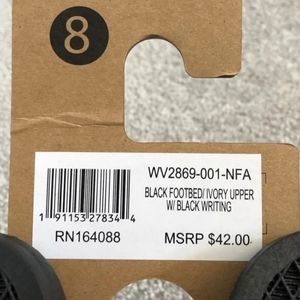 8
WV2869-001-NFA
BLACK FOOTBED/ IVORY UPPER
W/ BLACK WRITING
1 91153 27834 4
RN164088
MSRP $42.00